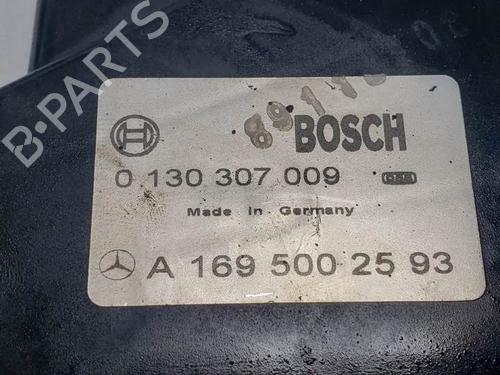 B-PARTS
BOSCH
0 130 307 009
Made in Germany
A 169 500 25 93